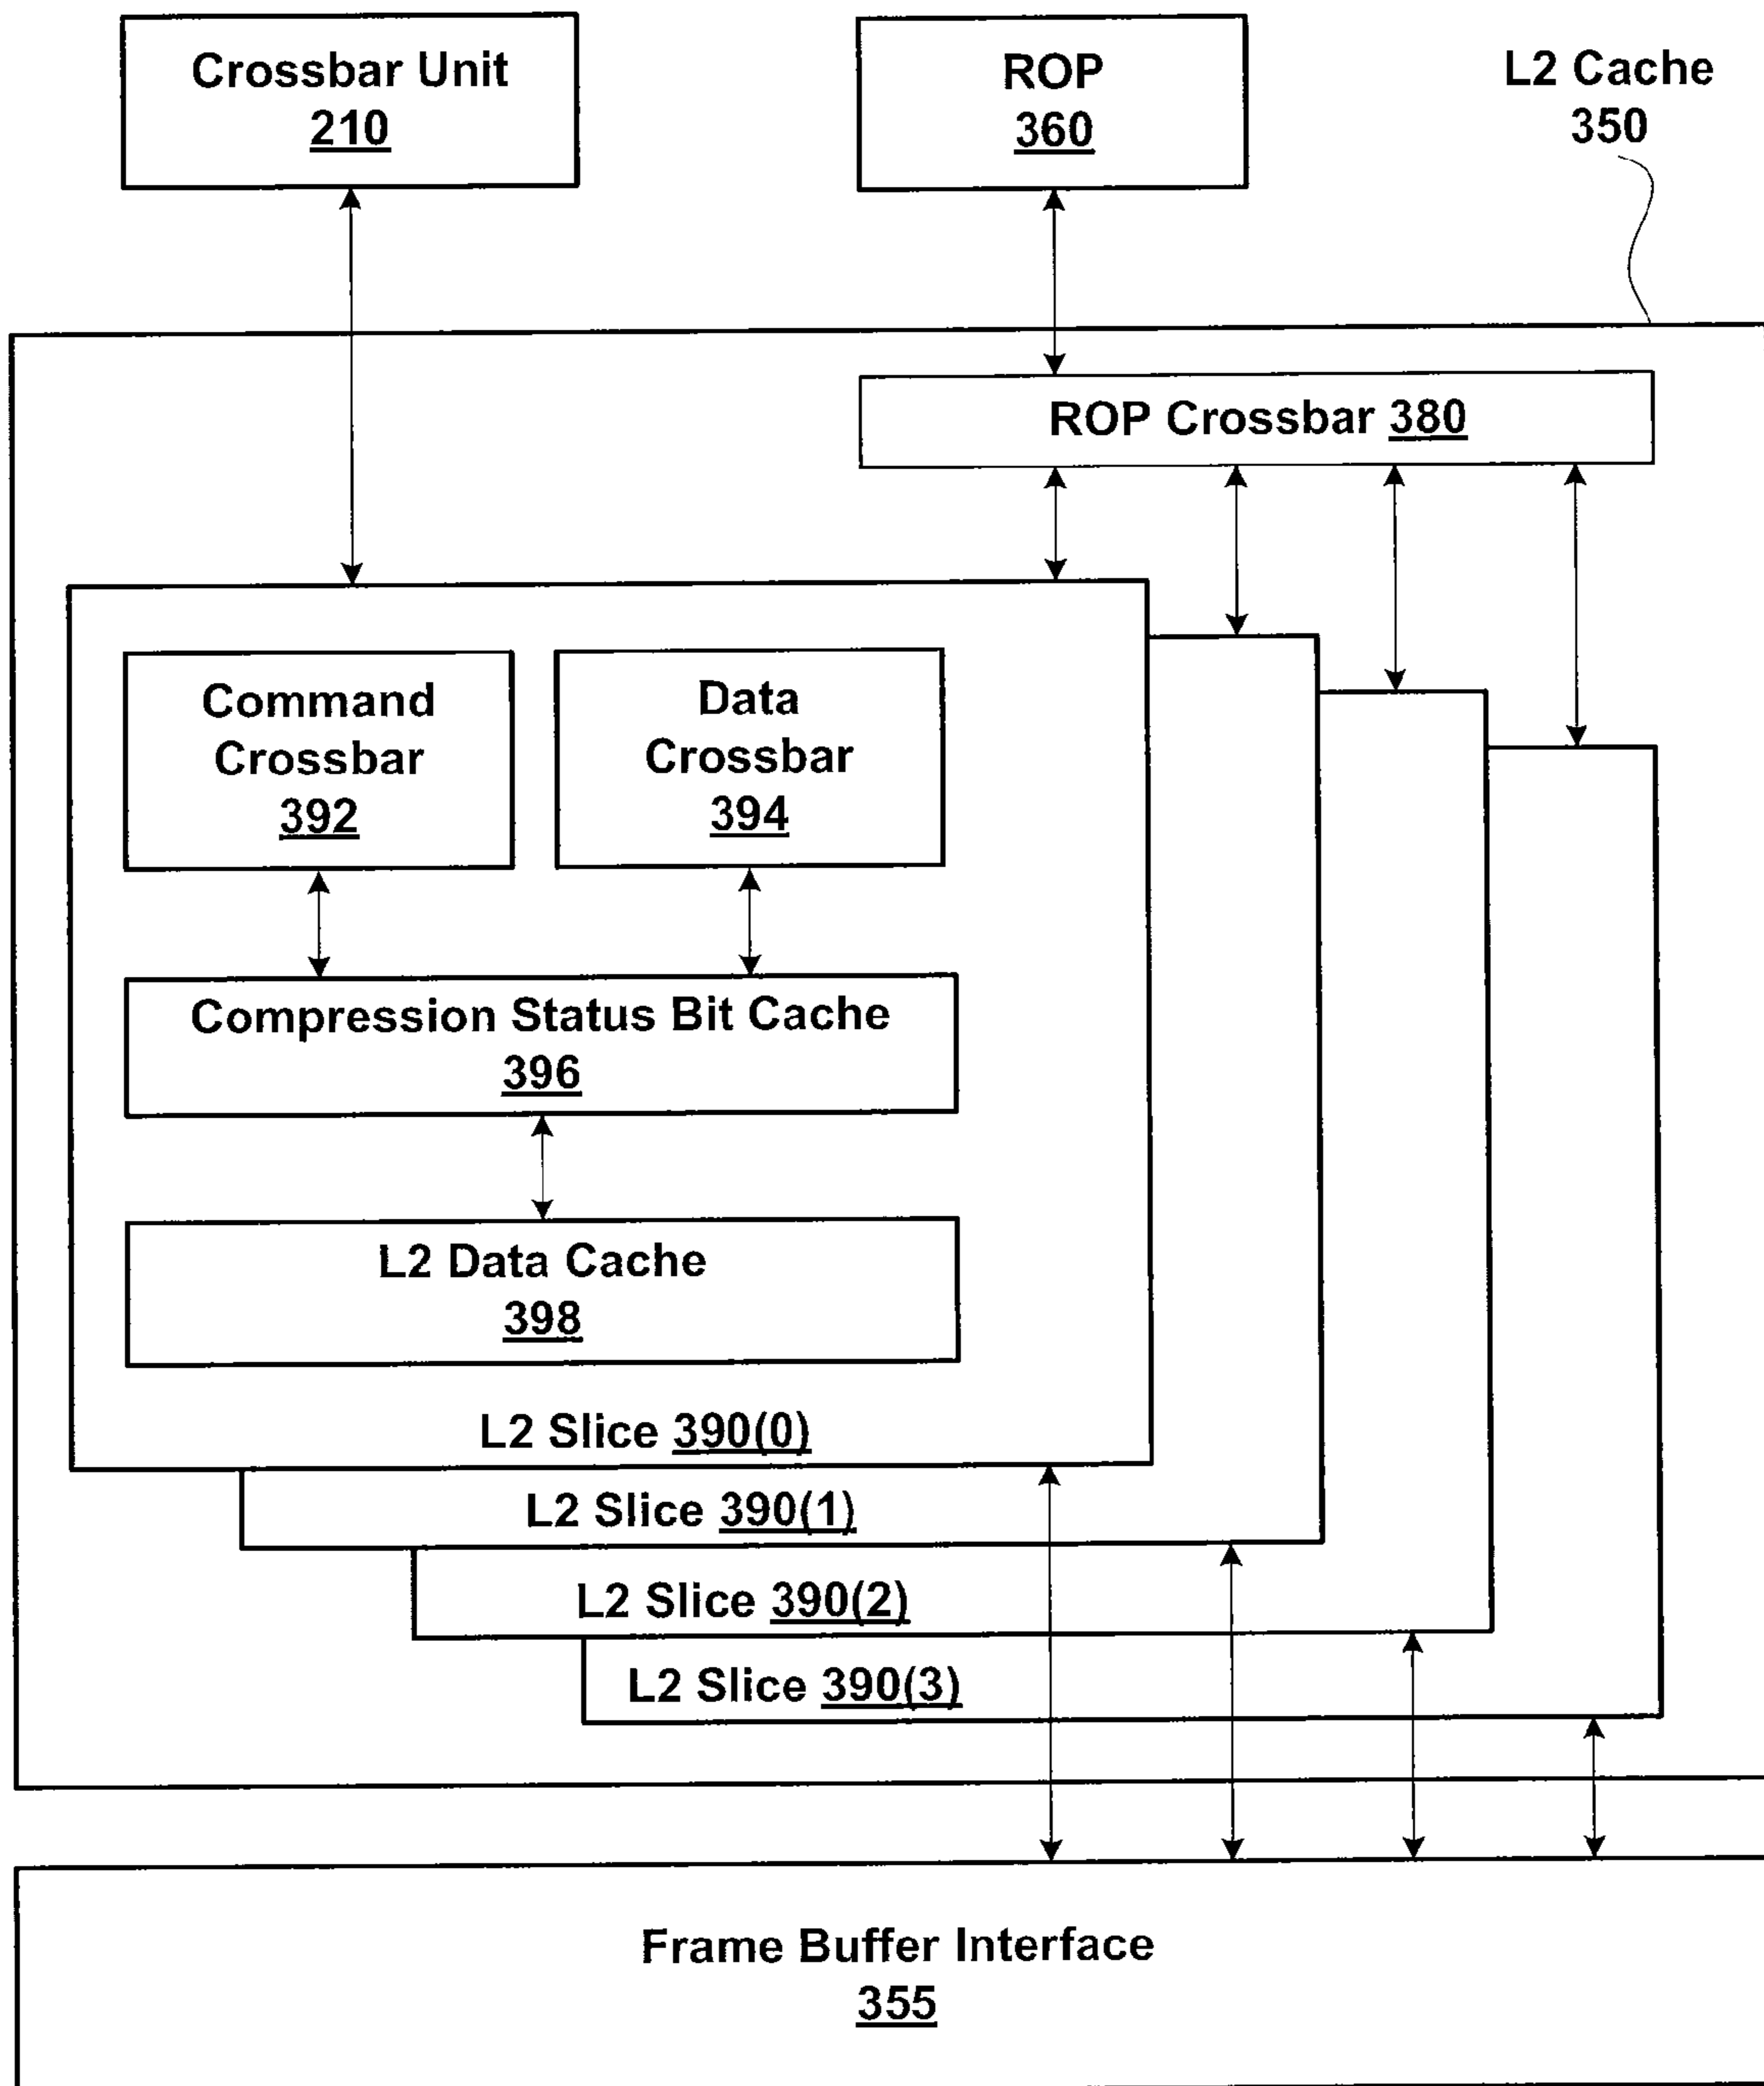 Crossbar Unit
210
ROP
360
L2 Cache
350
ROP Crossbar 380
Command
Crossbar
392
Data
Crossbar
394
Compression Status Bit Cache
396
L2 Data Cache
398
L2 Slice 390(0)
L2 Slice 390(1)
L2 Slice 390(2)
L2 Slice 390(3)
Frame Buffer Interface
355